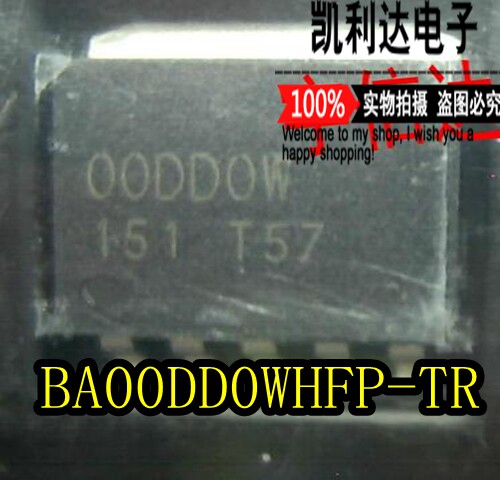 凯利达电子
100% 实物拍摄 盗图必究
Welcome to my shop, I wish you a
happy shopping!
00DD0W
151 T57
BA00DD0WHFP-TR